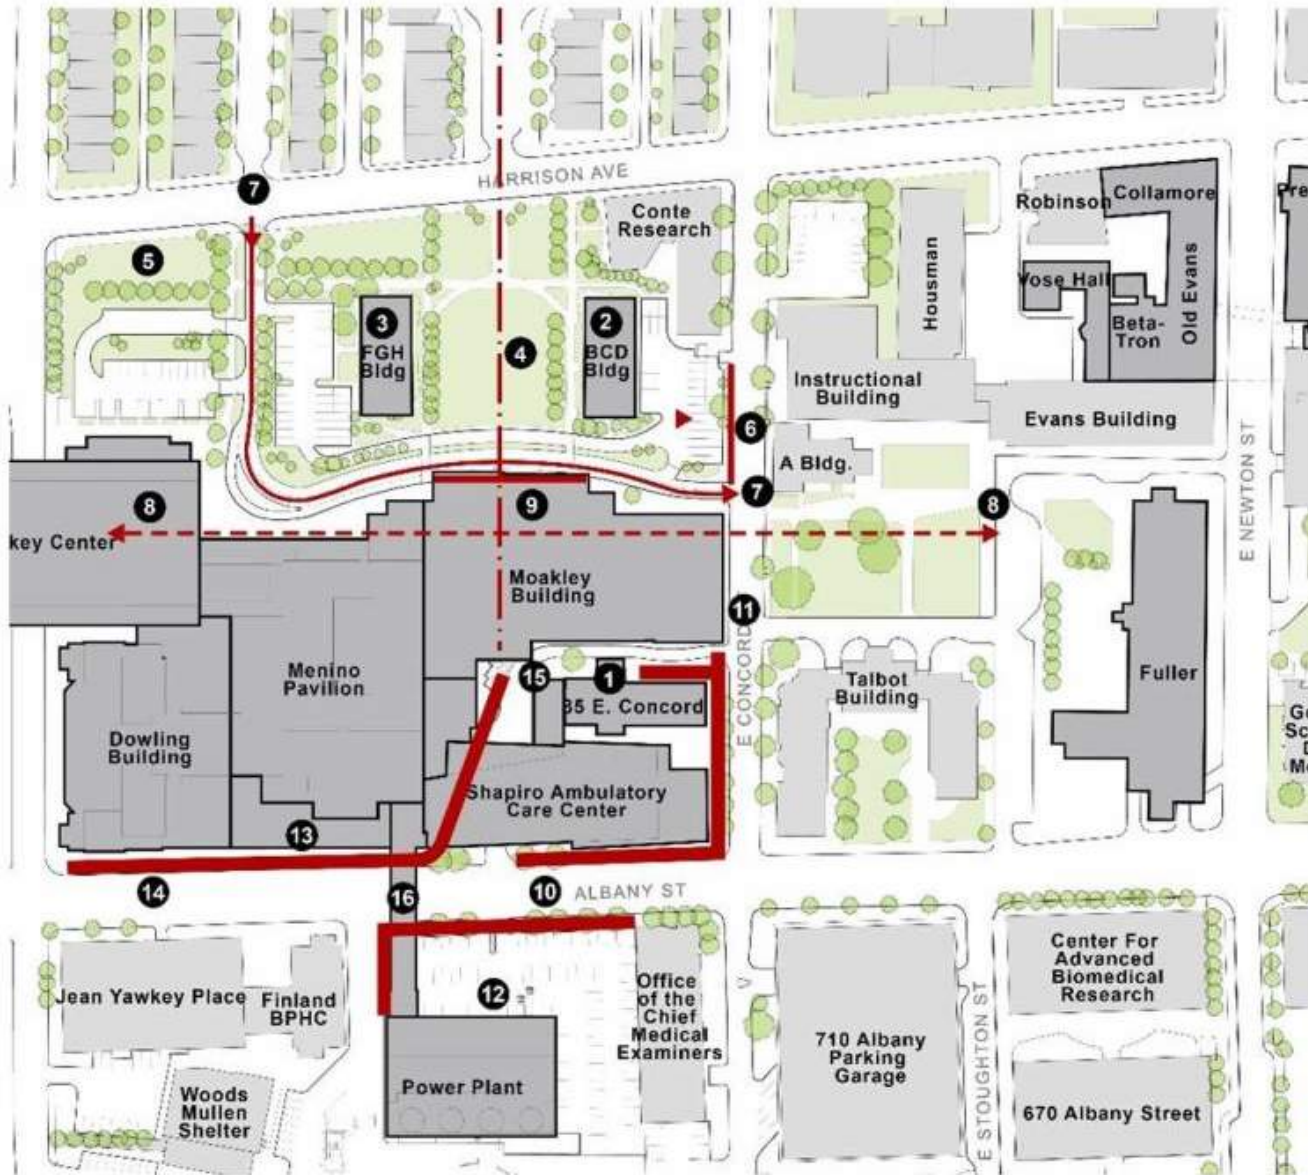 HARRISON AVE
7
Conte
Research
Robinson
Collamore
Pre
5
Housman
Vose Hall
Beta-
Tron
Old Evans
3
FGH
Bldg
4
2
BCD
Bldg
Instructional
Building
Evans Building
6
A Bldg.
7
8
key Center
9
8
E NEWTON ST
Moakley
Building
11
E CONCORD
Menino
Pavilion
15
1
85 E. Concord
Talbot
Building
Fuller
Dowling
Building
Shapiro Ambulatory
Care Center
13
14
16
10
ALBANY ST
Jean Yawkey Place
Finland
BPHC
12
Office
of the
Chief
Medical
Examiners
Center For
Advanced
Biomedical
Research
710 Albany
Parking
Garage
E STOUGHTON ST
Power Plant
Woods
Mullen
Shelter
670 Albany Street